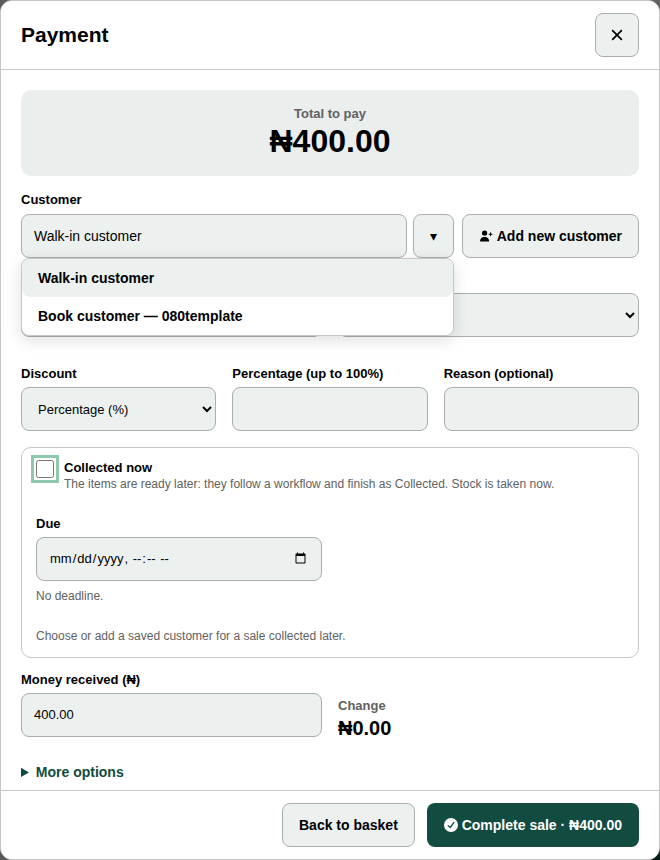 Payment
Total to pay
₦400.00
Customer
Walk-in customer
Add new customer
Walk-in customer
Book customer — 080template
Discount
Percentage (up to 100%)
Reason (optional)
Percentage (%)
Collected now
The items are ready later: they follow a workflow and finish as Collected. Stock is taken now.
Due
mm/dd/yyyy, --:-- --
No deadline.
Choose or add a saved customer for a sale collected later.
Money received (₦)
400.00
Change
₦0.00
More options
Back to basket
Complete sale · ₦400.00